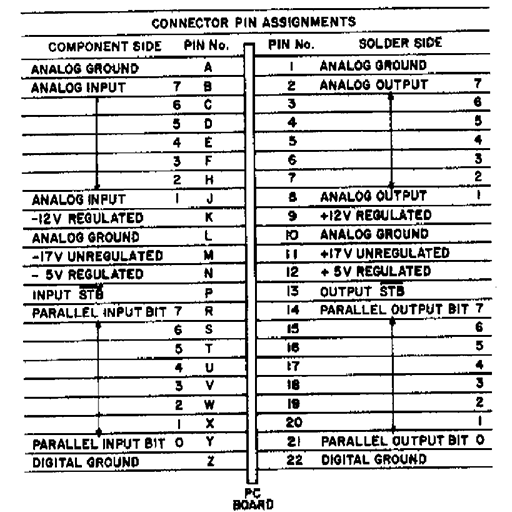 CONNECTOR PIN ASSIGNMENTS
COMPONENT SIDE PIN No. PIN No. SOLDER SIDE
ANALOG GROUND A 1 ANALOG GROUND
ANALOG INPUT 7 B 2 ANALOG OUTPUT 7
6 C 3 6
5 D 4 5
4 E 5 4
3 F 6 3
2 H 7 2
ANALOG INPUT 1 J 8 ANALOG OUTPUT 1
-12V REGULATED K 9 +12V REGULATED
ANALOG GROUND L 10 ANALOG GROUND
-17V UNREGULATED M 11 +17V UNREGULATED
- 5V REGULATED N 12 + 5V REGULATED
INPUT STB P 13 OUTPUT STB
PARALLEL INPUT BIT 7 R 14 PARALLEL OUTPUT BIT 7
6 S 15 6
5 T 16 5
4 U 17 4
3 V 18 3
2 W 19 2
1 X 20 1
PARALLEL INPUT BIT 0 Y 21 PARALLEL OUTPUT BIT 0
DIGITAL GROUND Z 22 DIGITAL GROUND
PC
BOARD